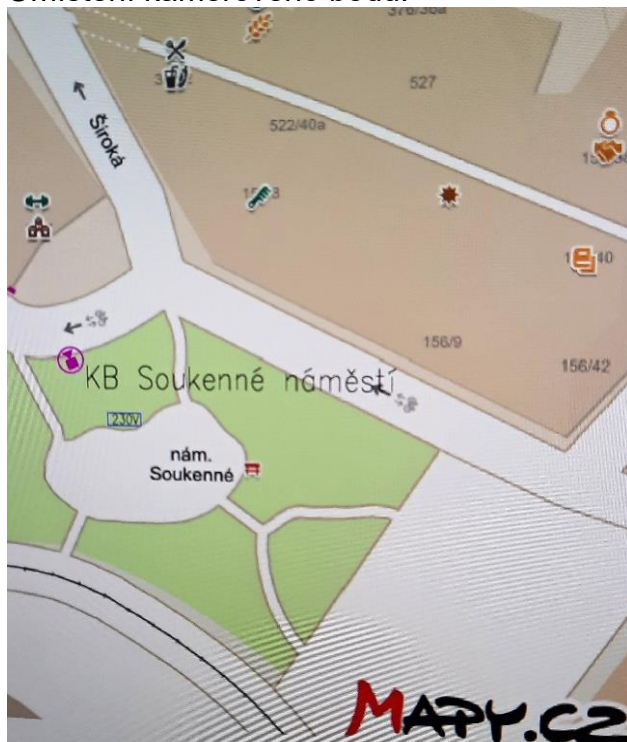 527
522/40a
Široká
156/9
156/42
KB Soukenné náměstí
230V
nám.
Soukenné
MAPY.CZ